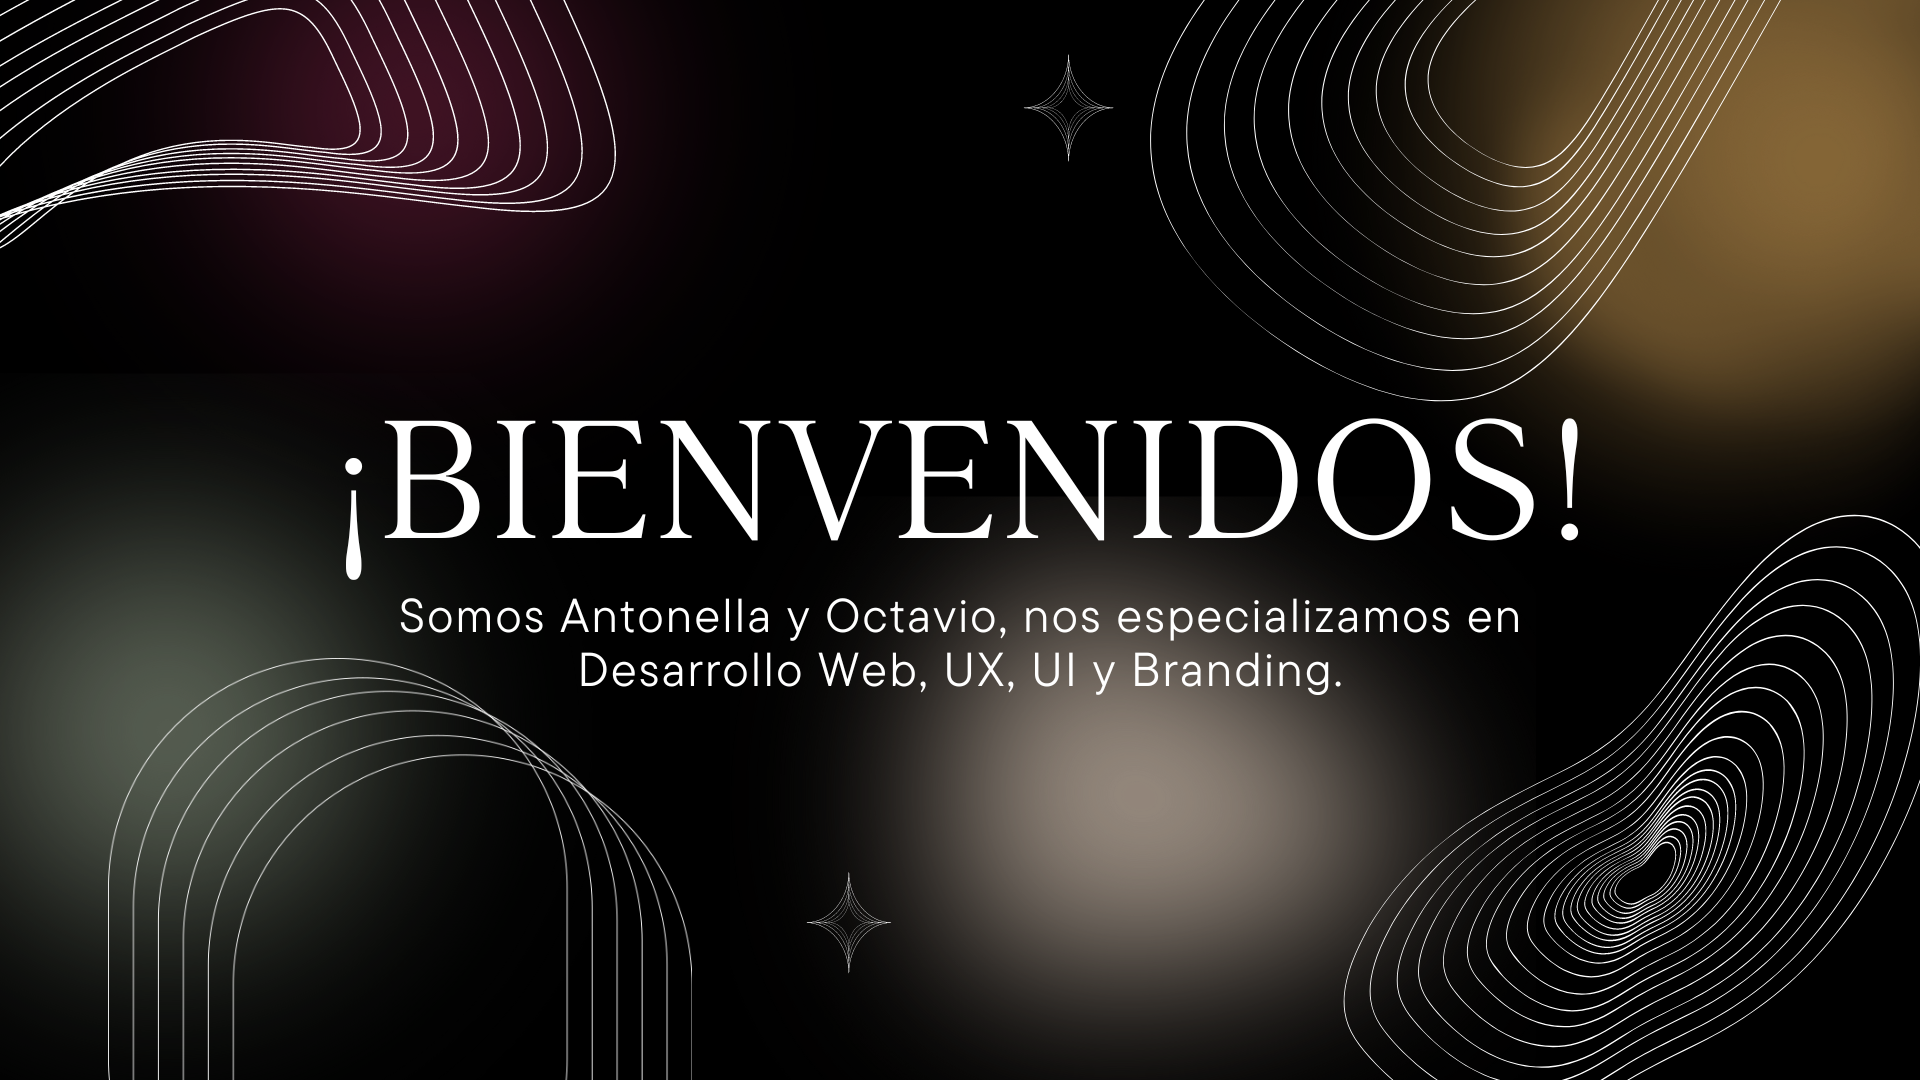 ¡BIENVENIDOS!
Somos Antonella y Octavio, nos especializamos en
Desarrollo Web, UX, UI y Branding.